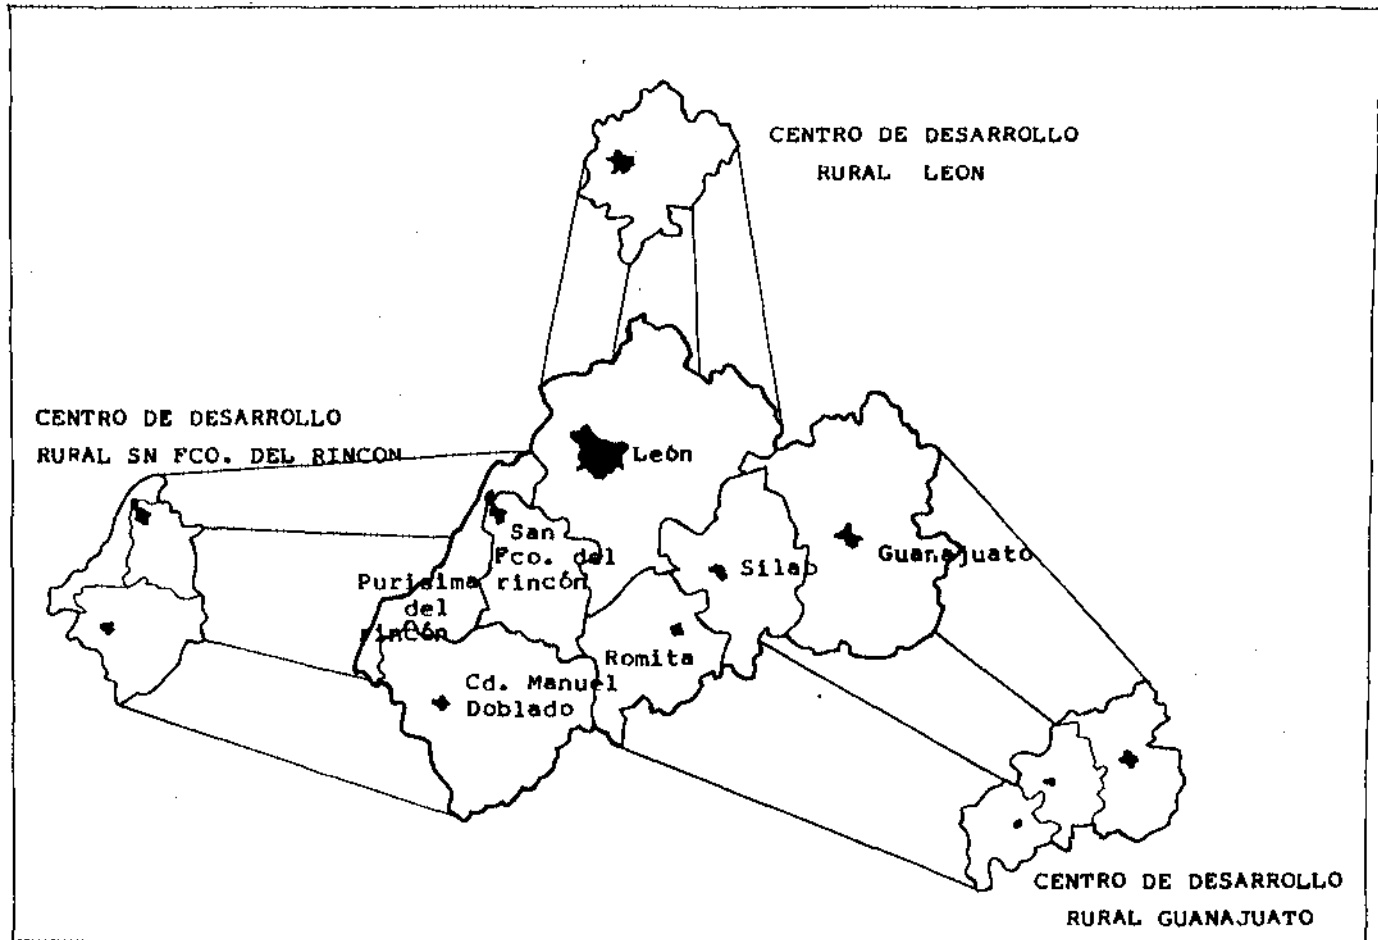 CENTRO DE DESARROLLO
RURAL LEON
CENTRO DE DESARROLLO
RURAL SN FCO. DEL RINCON
León
San
Fco. del
rincón
Purisima
del
rincón
Silao
Guanajuato
Romita
Cd. Manuel
Doblado
CENTRO DE DESARROLLO
RURAL GUANAJUATO